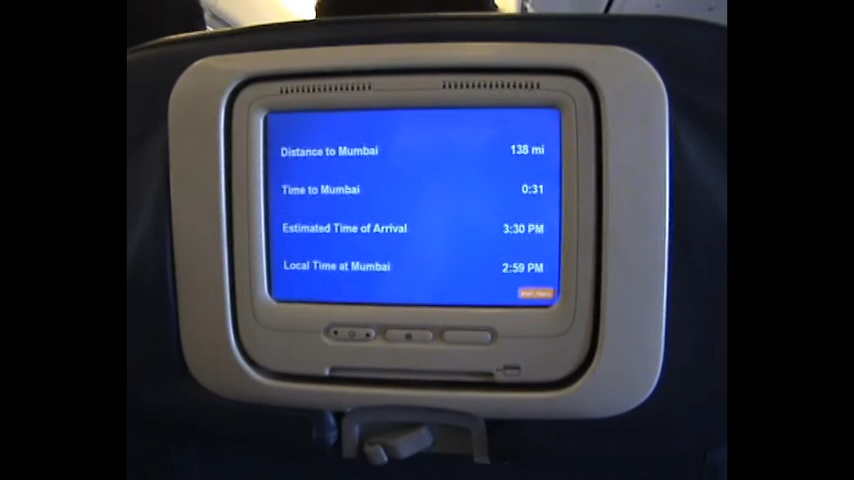 Distance to Mumbai 138 mi
Time to Mumbai 0:31
Estimated Time of Arrival 3:30 PM
Local Time at Mumbai 2:59 PM